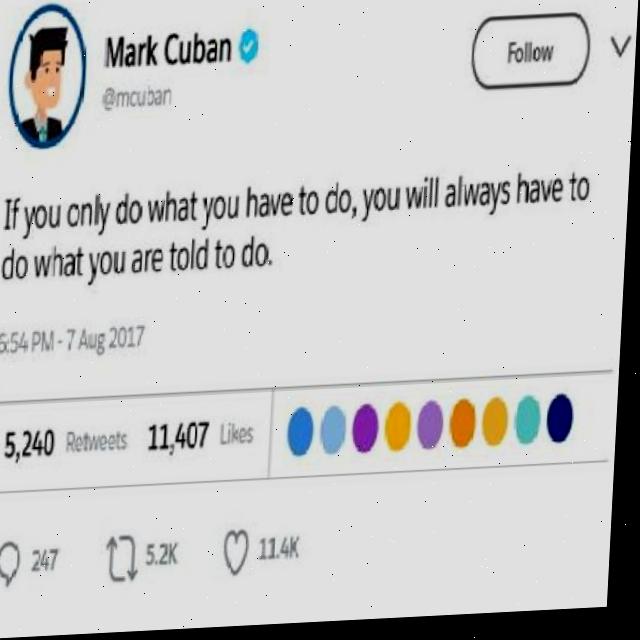 Mark Cuban
Follow
@mcuban
If you only do what you have to do, you will always have to
do what you are told to do.
6:54 PM - 7 Aug 2017
5,240 Retweets 11,407 Likes
247 5.2K 11.4K